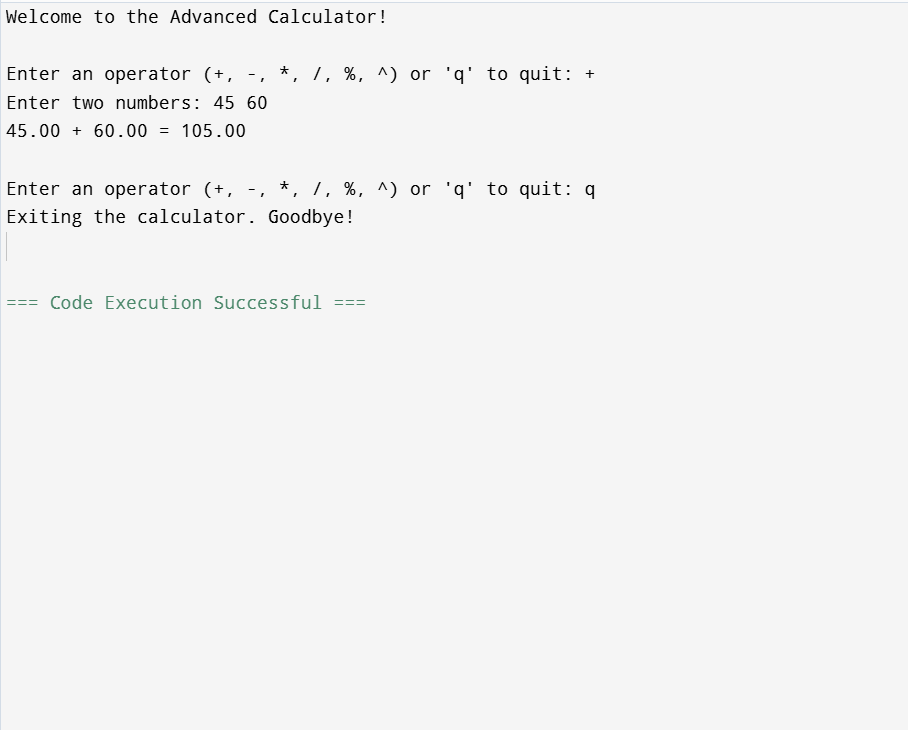 Welcome to the Advanced Calculator!
Enter an operator (+, -, *, /, %, ^) or 'q' to quit: +
Enter two numbers: 45 60
45.00 + 60.00 = 105.00
Enter an operator (+, -, *, /, %, ^) or 'q' to quit: q
Exiting the calculator. Goodbye!
=== Code Execution Successful ===